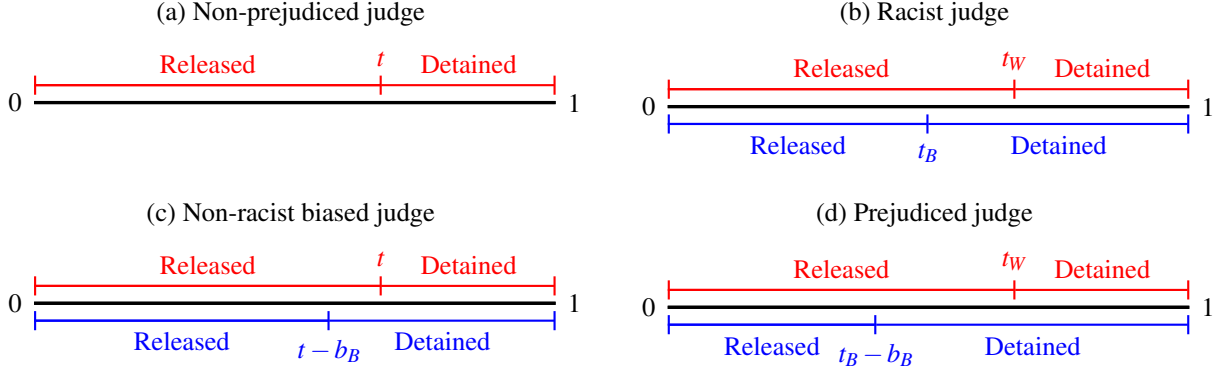 (a) Non-prejudiced judge
Released t Detained
0 1
(b) Racist judge
Released t_W Detained
0 1
Released t_B Detained
(c) Non-racist biased judge
Released t Detained
0 1
Released t − b_B Detained
(d) Prejudiced judge
Released t_W Detained
0 1
Released t_B − b_B Detained